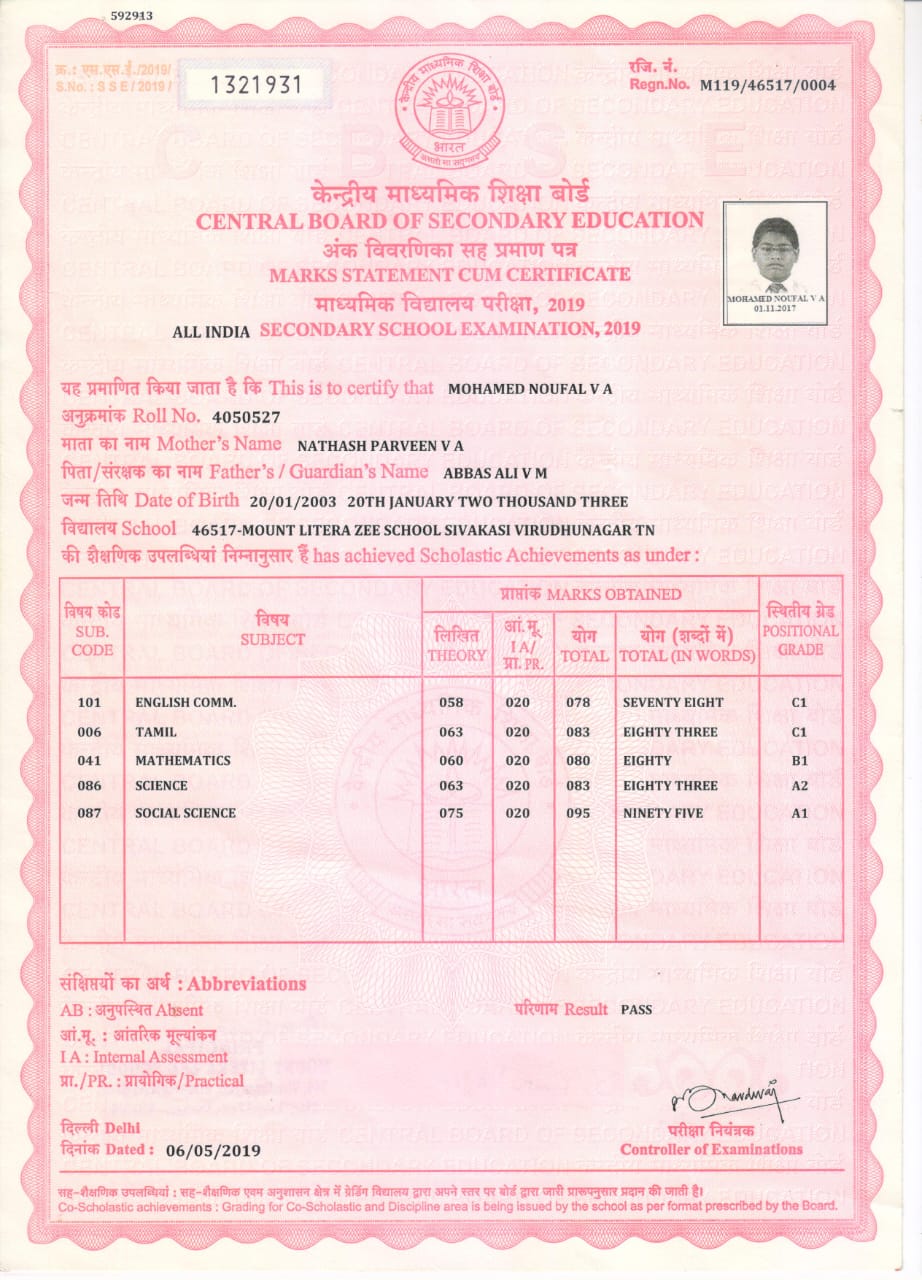 592913
क्र.: एम.एस.ई./2019/
S.No. : S S E / 2019 /
1321931
रजि. नं.
Regn.No. M119/46517/0004
केन्द्रीय माध्यमिक शिक्षा बोर्ड
भारत
असतो मा सद्गमय
केन्द्रीय माध्यमिक शिक्षा बोर्ड
CENTRAL BOARD OF SECONDARY EDUCATION
अंक विवरणिका सह प्रमाण पत्र
MARKS STATEMENT CUM CERTIFICATE
माध्यमिक विद्यालय परीक्षा, 2019
ALL INDIA SECONDARY SCHOOL EXAMINATION, 2019
MOHAMED NOUFAL V A
01.11.2017
यह प्रमाणित किया जाता है कि This is to certify that MOHAMED NOUFAL V A
अनुक्रमांक Roll No. 4050527
माता का नाम Mother's Name NATHASH PARVEEN V A
पिता/संरक्षक का नाम Father's / Guardian's Name ABBAS ALI V M
जन्म तिथि Date of Birth 20/01/2003 20TH JANUARY TWO THOUSAND THREE
विद्यालय School 46517-MOUNT LITERA ZEE SCHOOL SIVAKASI VIRUDHUNAGAR TN
की शैक्षणिक उपलब्धियां निम्नानुसार हैं has achieved Scholastic Achievements as under :
विषय कोड
SUB.
CODE
विषय
SUBJECT
प्राप्तांक MARKS OBTAINED
लिखित
THEORY
आं.मू.
I A/
प्रा. PR.
योग
TOTAL
योग (शब्दों में)
TOTAL (IN WORDS)
स्थितीय ग्रेड
POSITIONAL
GRADE
101 ENGLISH COMM. 058 020 078 SEVENTY EIGHT C1
006 TAMIL 063 020 083 EIGHTY THREE C1
041 MATHEMATICS 060 020 080 EIGHTY B1
086 SCIENCE 063 020 083 EIGHTY THREE A2
087 SOCIAL SCIENCE 075 020 095 NINETY FIVE A1
संक्षिप्तयों का अर्थ : Abbreviations
AB : अनुपस्थित Absent
परिणाम Result PASS
आं.मू. : आंतरिक मूल्यांकन
I A : Internal Assessment
प्रा./PR. : प्रायोगिक/Practical
दिल्ली Delhi
दिनांक Dated : 06/05/2019
परीक्षा नियंत्रक
Controller of Examinations
सह-शैक्षणिक उपलब्धियां : सह-शैक्षणिक एवम अनुशासन क्षेत्र में ग्रेडिंग विद्यालय द्वारा अपने स्तर पर बोर्ड द्वारा जारी प्रारूपनुसार प्रदान की जाती है।
Co-Scholastic achievements : Grading for Co-Scholastic and Discipline area is being issued by the school as per format prescribed by the Board.